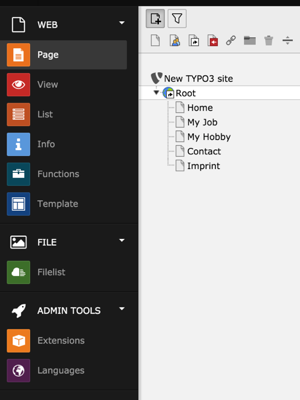 WEB
Page
View
List
Info
Functions
Template
FILE
Filelist
ADMIN TOOLS
Extensions
Languages
New TYPO3 site
Root
Home
My Job
My Hobby
Contact
Imprint